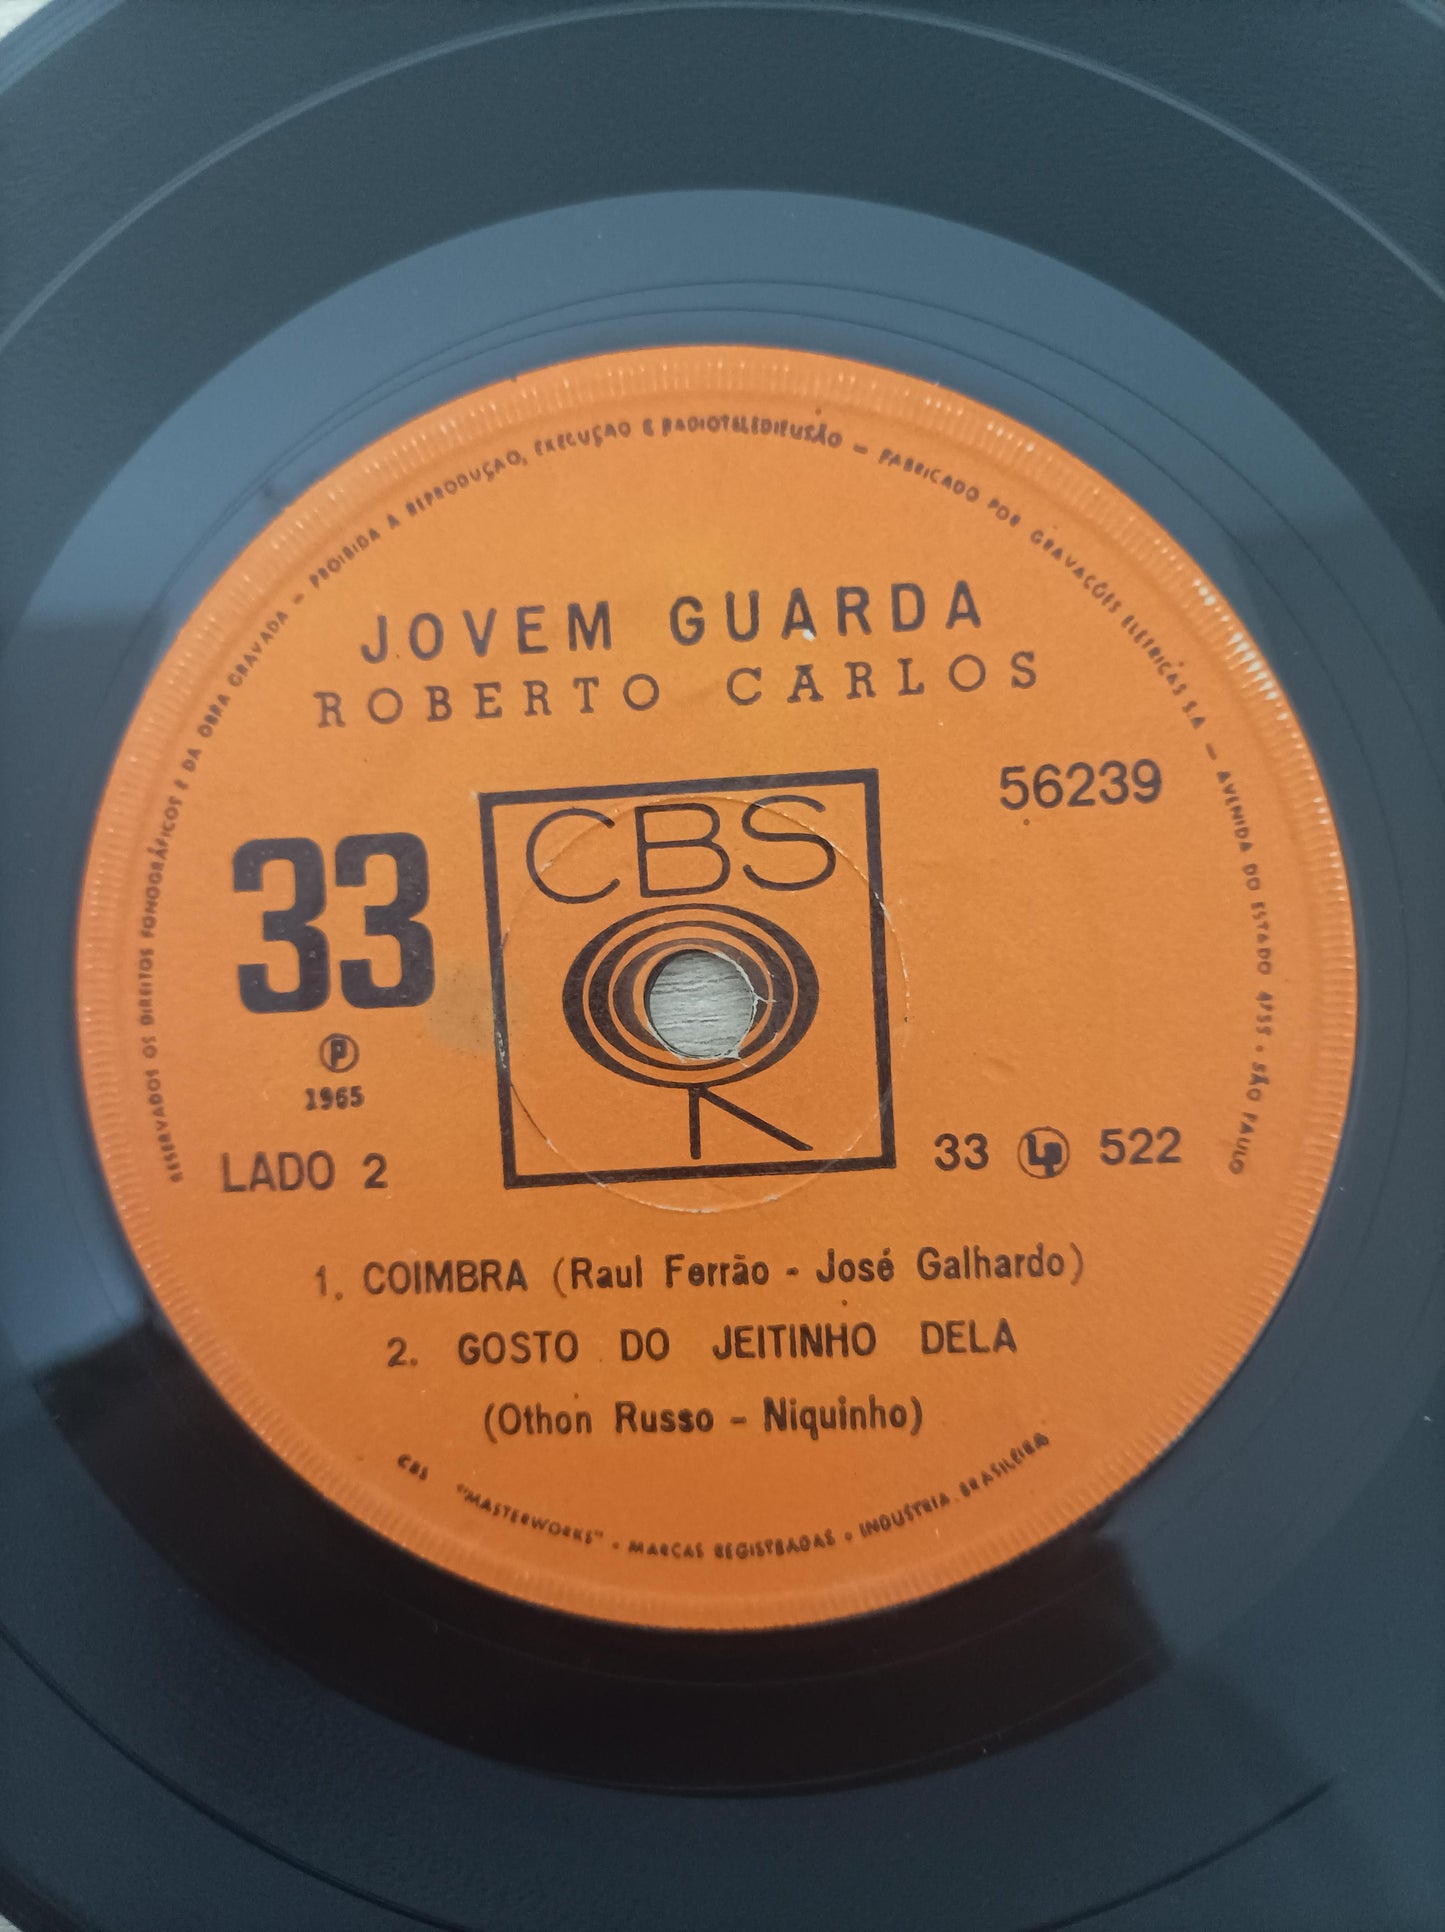 RESERVADOS OS DIREITOS FONOGRÁFICOS E DA OBRA GRAVADA — PROIBIDA A REPRODUÇÃO, EXECUÇÃO E RADIOTELEDIFUSÃO — FABRICADO POR GRAVAÇÕES ELÉTRICAS S.A — AVENIDA DO ESTADO 4755 • SÃO PAULO
JOVEM GUARDA
ROBERTO CARLOS
56239
CBS
33
℗
1965
LADO 2
33 LP 522
1. COIMBRA (Raul Ferrão - José Galhardo)
2. GOSTO DO JEITINHO DELA
(Othon Russo - Niquinho)
CBS "MASTERWORKS" • MARCAS REGISTRADAS • INDUSTRIA BRASILEIRA